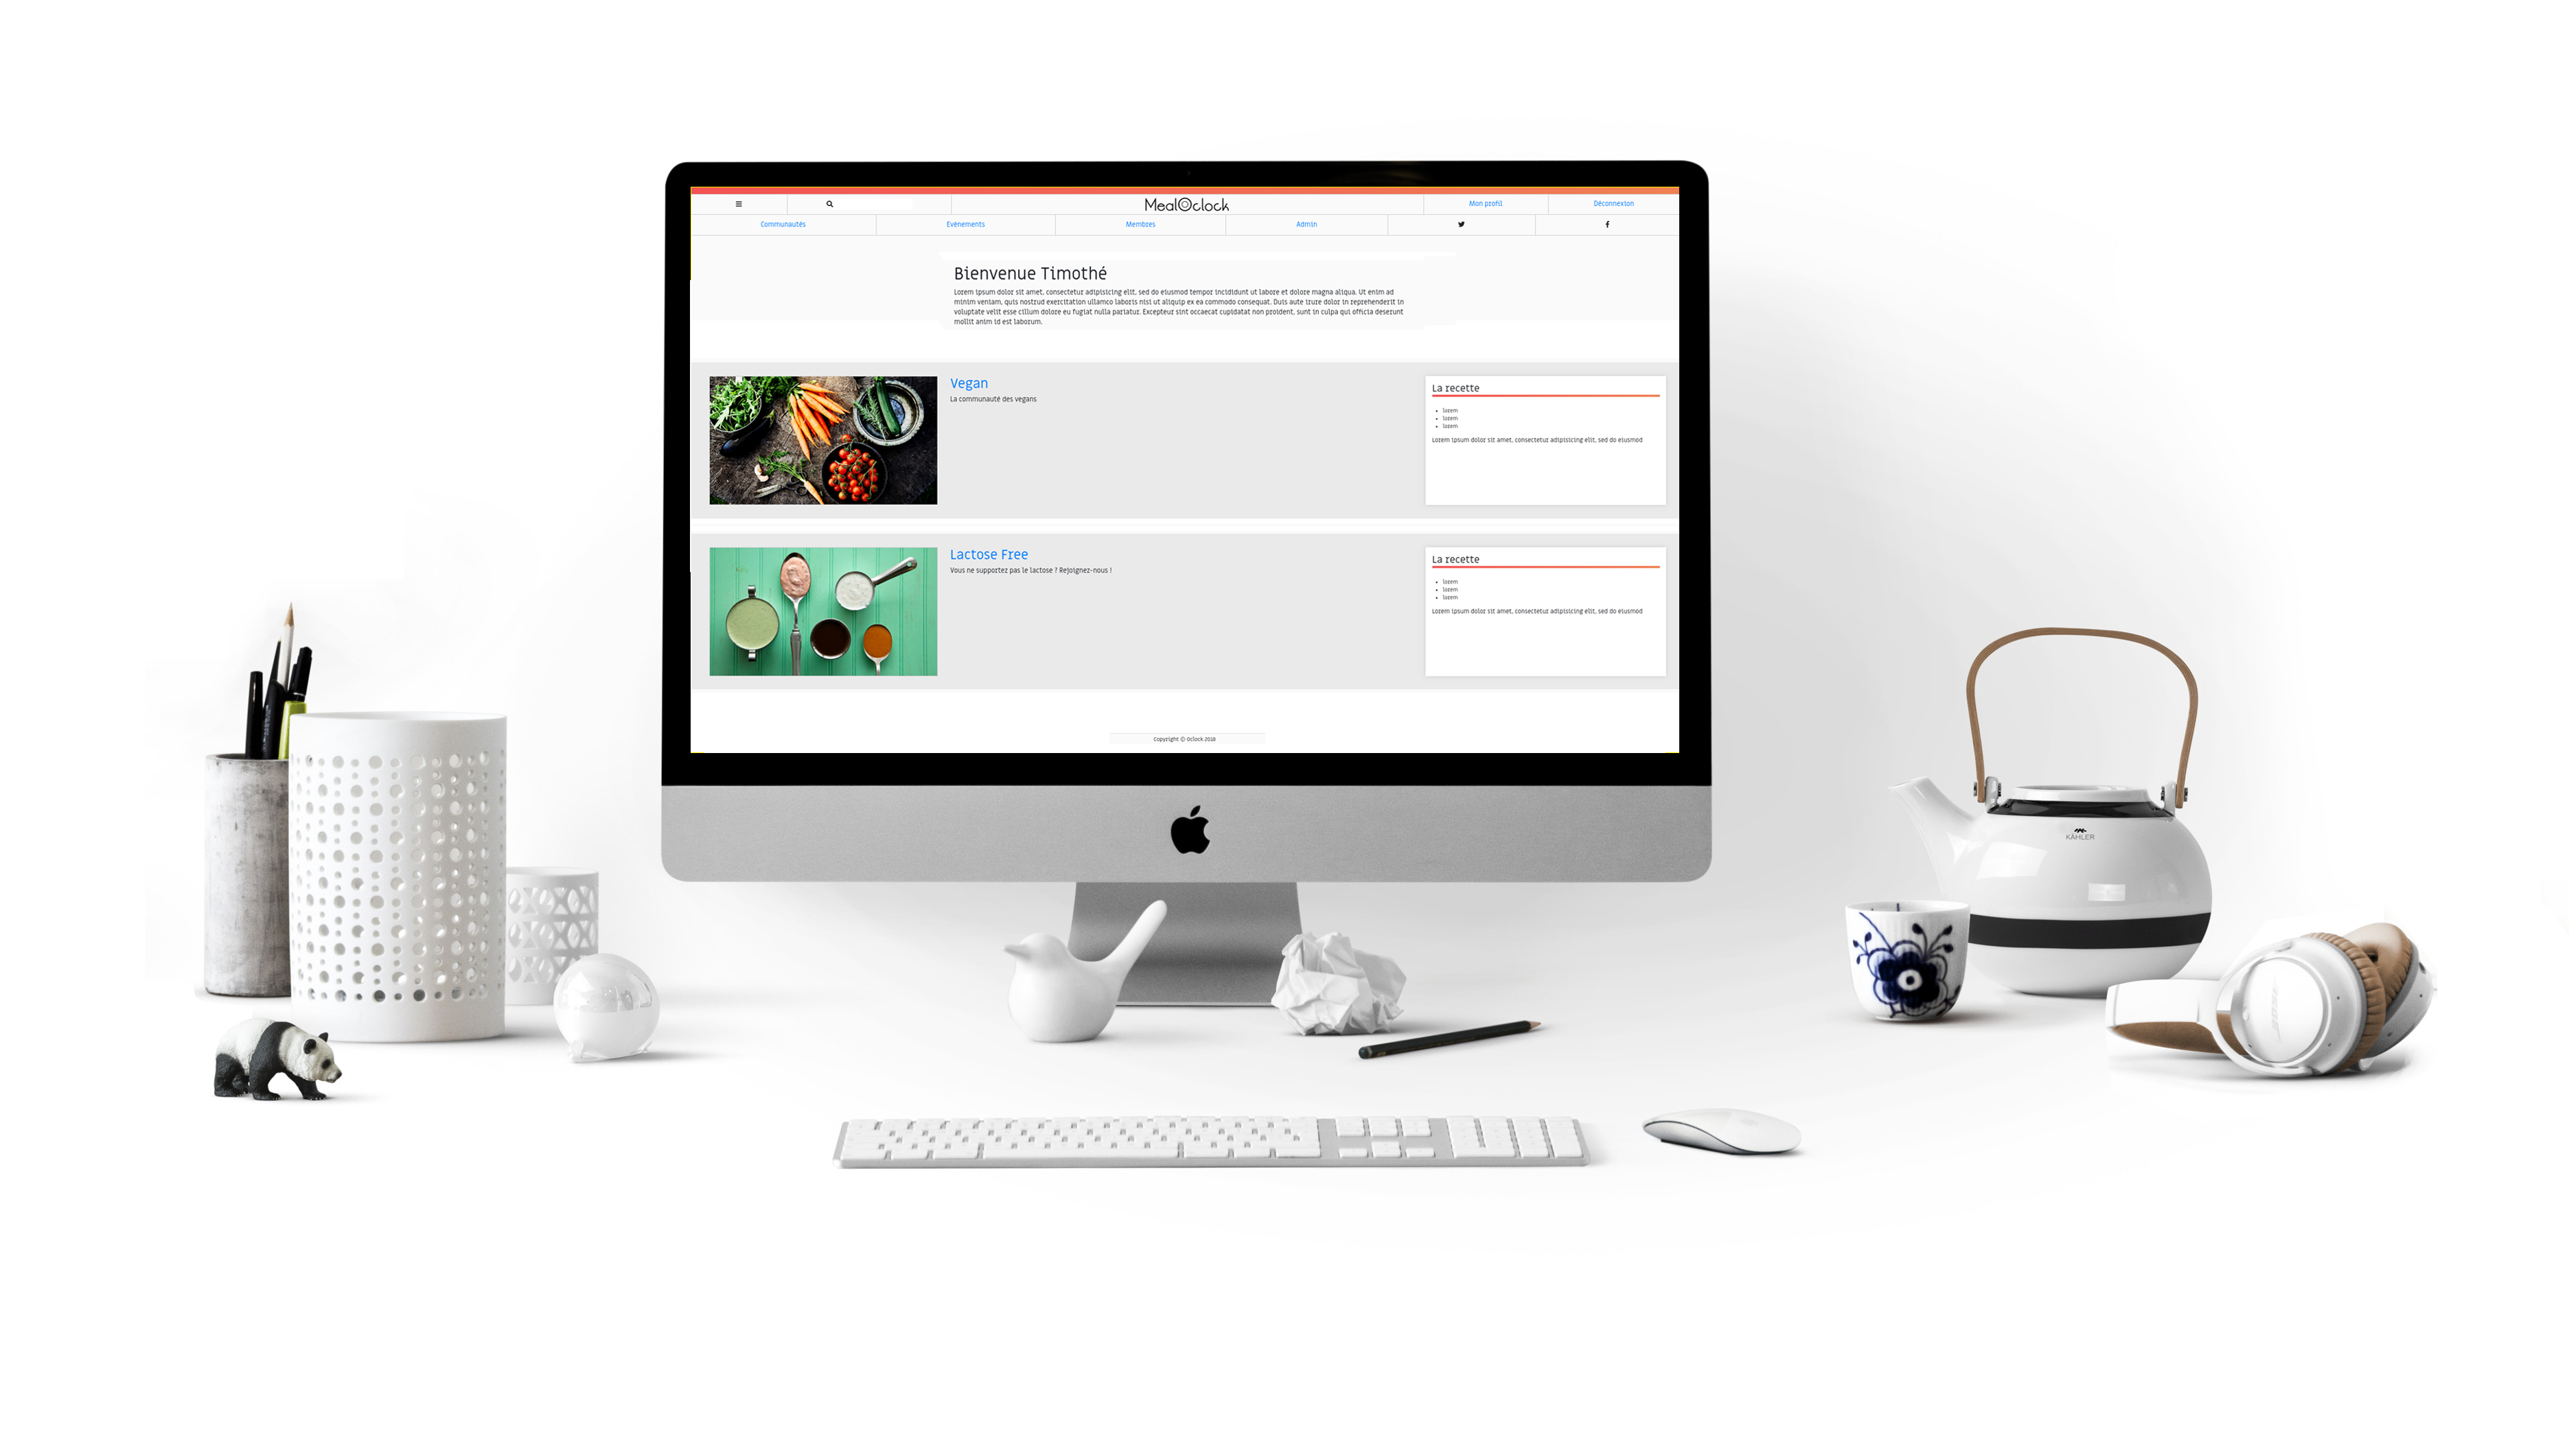 MealOclock
Mon profil
Déconnexion
Communautés
Evènements
Membres
Admin
Bienvenue Timothé
Lorem ipsum dolor sit amet, consectetur adipisicing elit, sed do eiusmod tempor incididunt ut labore et dolore magna aliqua. Ut enim ad
minim veniam, quis nostrud exercitation ullamco laboris nisi ut aliquip ex ea commodo consequat. Duis aute irure dolor in reprehenderit in
voluptate velit esse cillum dolore eu fugiat nulla pariatur. Excepteur sint occaecat cupidatat non proident, sunt in culpa qui officia deserunt
mollit anim id est laborum.
Vegan
La communauté des vegans
La recette
lorem
lorem
lorem
Lorem ipsum dolor sit amet, consectetur adipisicing elit, sed do eiusmod
Lactose Free
Vous ne supportez pas le lactose ? Rejoignez-nous !
La recette
lorem
lorem
lorem
Lorem ipsum dolor sit amet, consectetur adipisicing elit, sed do eiusmod
Copyright © Oclock 2018
KÄHLER
BOSE